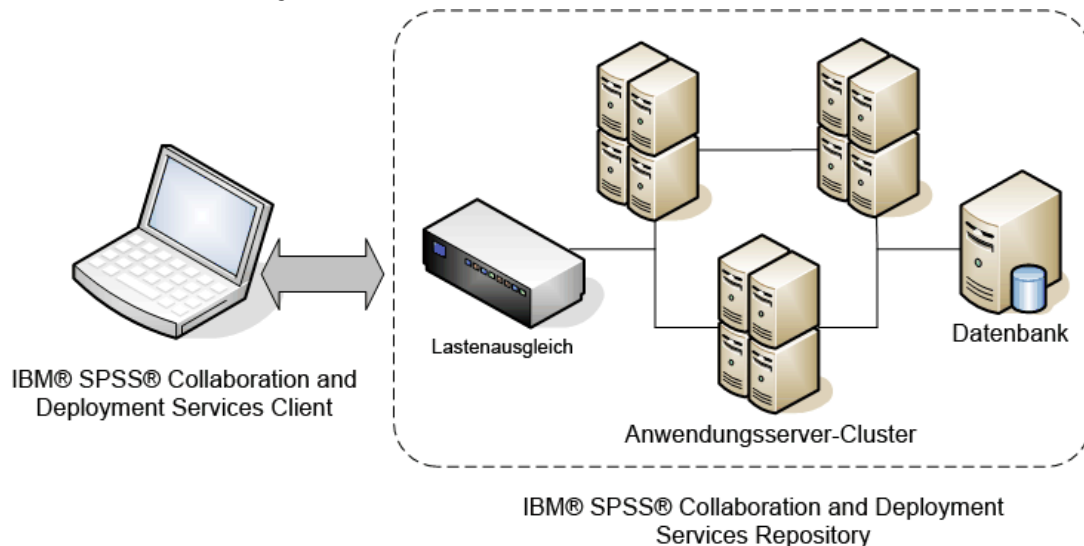 Lastenausgleich
Datenbank
IBM® SPSS® Collaboration and
Deployment Services Client
Anwendungsserver-Cluster
IBM® SPSS® Collaboration and Deployment
Services Repository